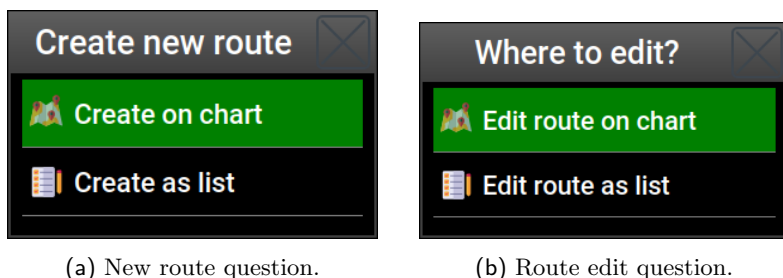 Create new route
Create on chart
Create as list
(a) New route question.
Where to edit?
Edit route on chart
Edit route as list
(b) Route edit question.